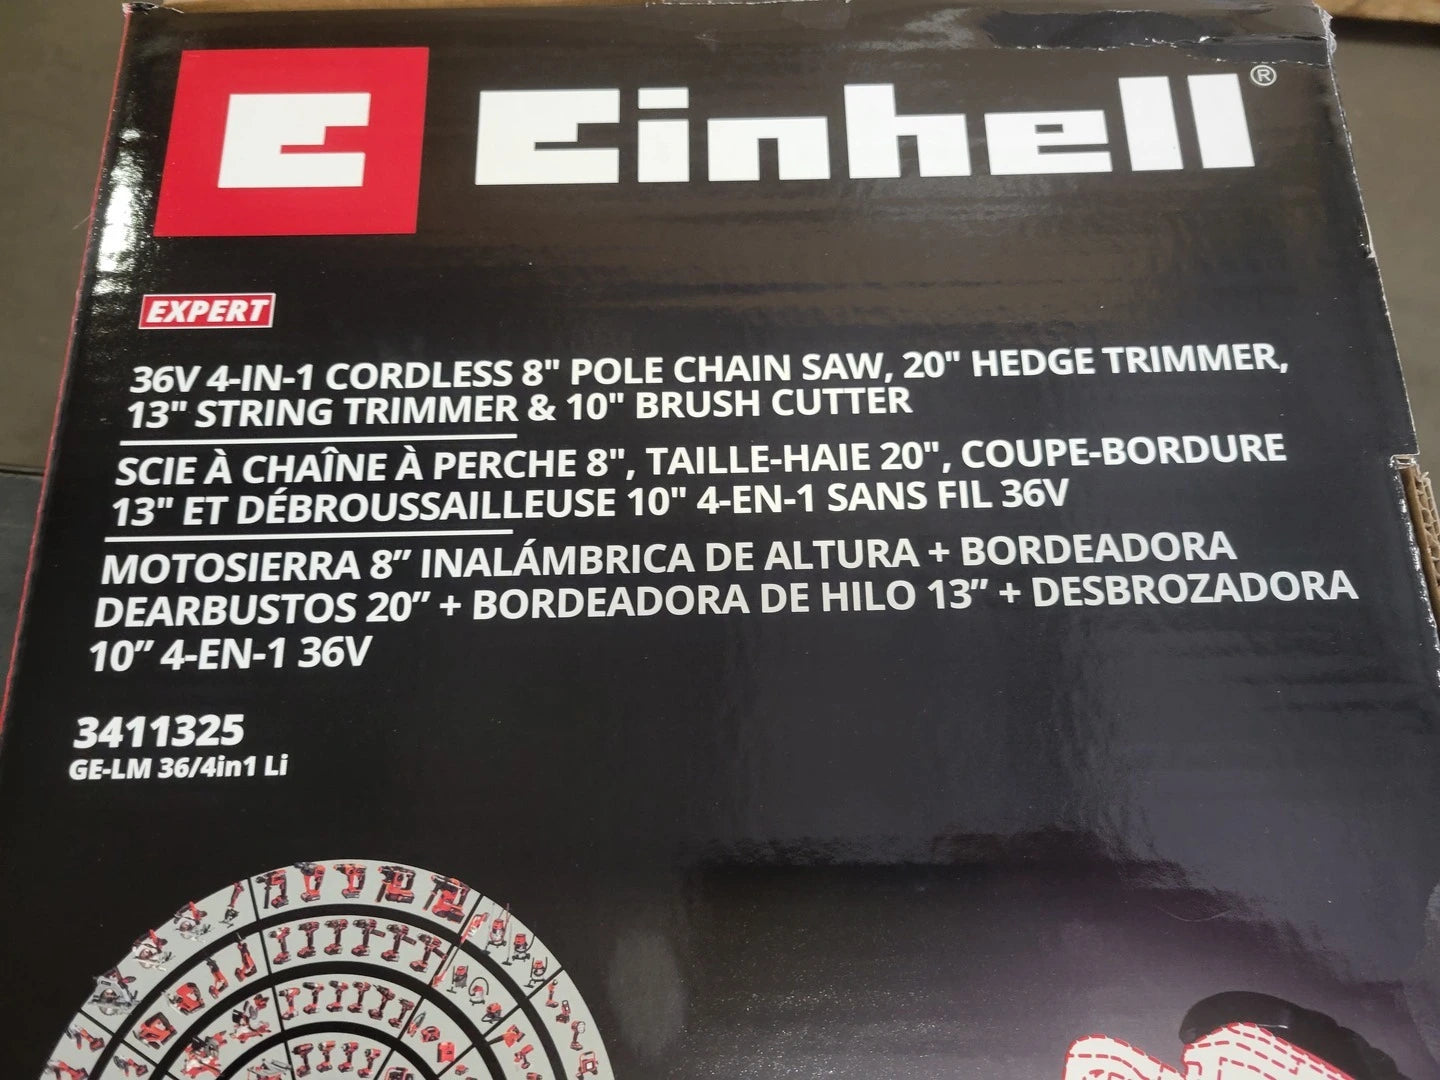 Einhell®
EXPERT
36V 4-IN-1 CORDLESS 8" POLE CHAIN SAW, 20" HEDGE TRIMMER,
13" STRING TRIMMER & 10" BRUSH CUTTER
SCIE À CHAÎNE À PERCHE 8", TAILLE-HAIE 20", COUPE-BORDURE
13" ET DÉBROUSSAILLEUSE 10" 4-EN-1 SANS FIL 36V
MOTOSIERRA 8” INALÁMBRICA DE ALTURA + BORDEADORA
DEARBUSTOS 20” + BORDEADORA DE HILO 13” + DESBROZADORA
10” 4-EN-1 36V
3411325
GE-LM 36/4in1 Li